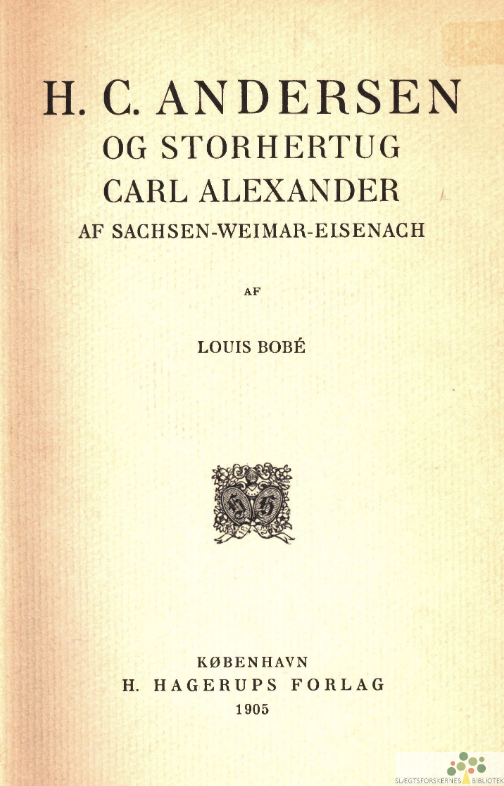 H. C. ANDERSEN
OG STORHERTUG
CARL ALEXANDER
AF SACHSEN-WEIMAR-EISENACH
AF
LOUIS BOBÉ
H H
KØBENHAVN
H. HAGERUPS FORLAG
1905
SLÆGTSFORSKERNES BIBLIOTEK